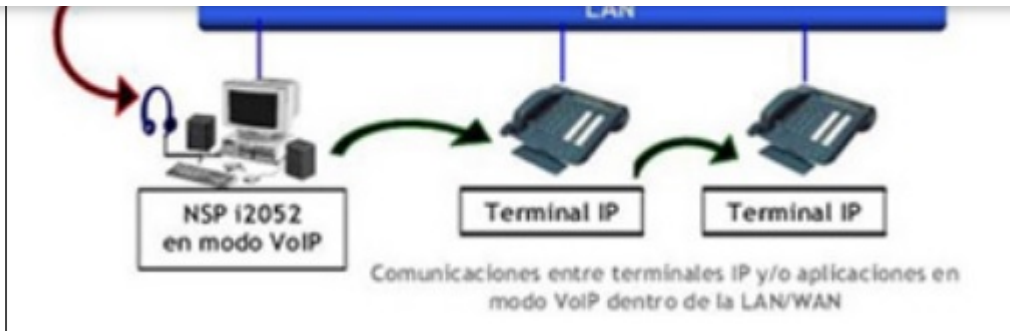 LAN
NSP i2052
en modo VoIP
Terminal IP
Terminal IP
Comunicaciones entre terminales IP y/o aplicaciones en
modo VoIP dentro de la LAN/WAN